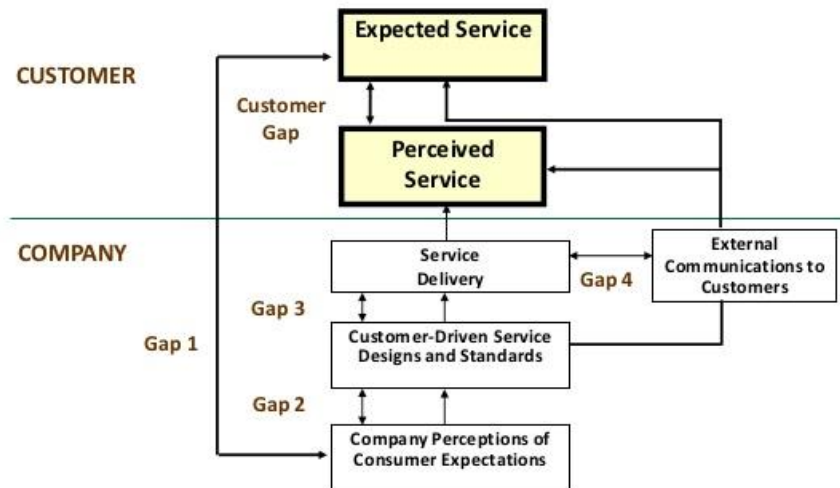 Expected Service
CUSTOMER
Customer
Gap
Perceived
Service
COMPANY
Service
Delivery
Gap 4
External
Communications to
Customers
Gap 3
Gap 1
Customer-Driven Service
Designs and Standards
Gap 2
Company Perceptions of
Consumer Expectations